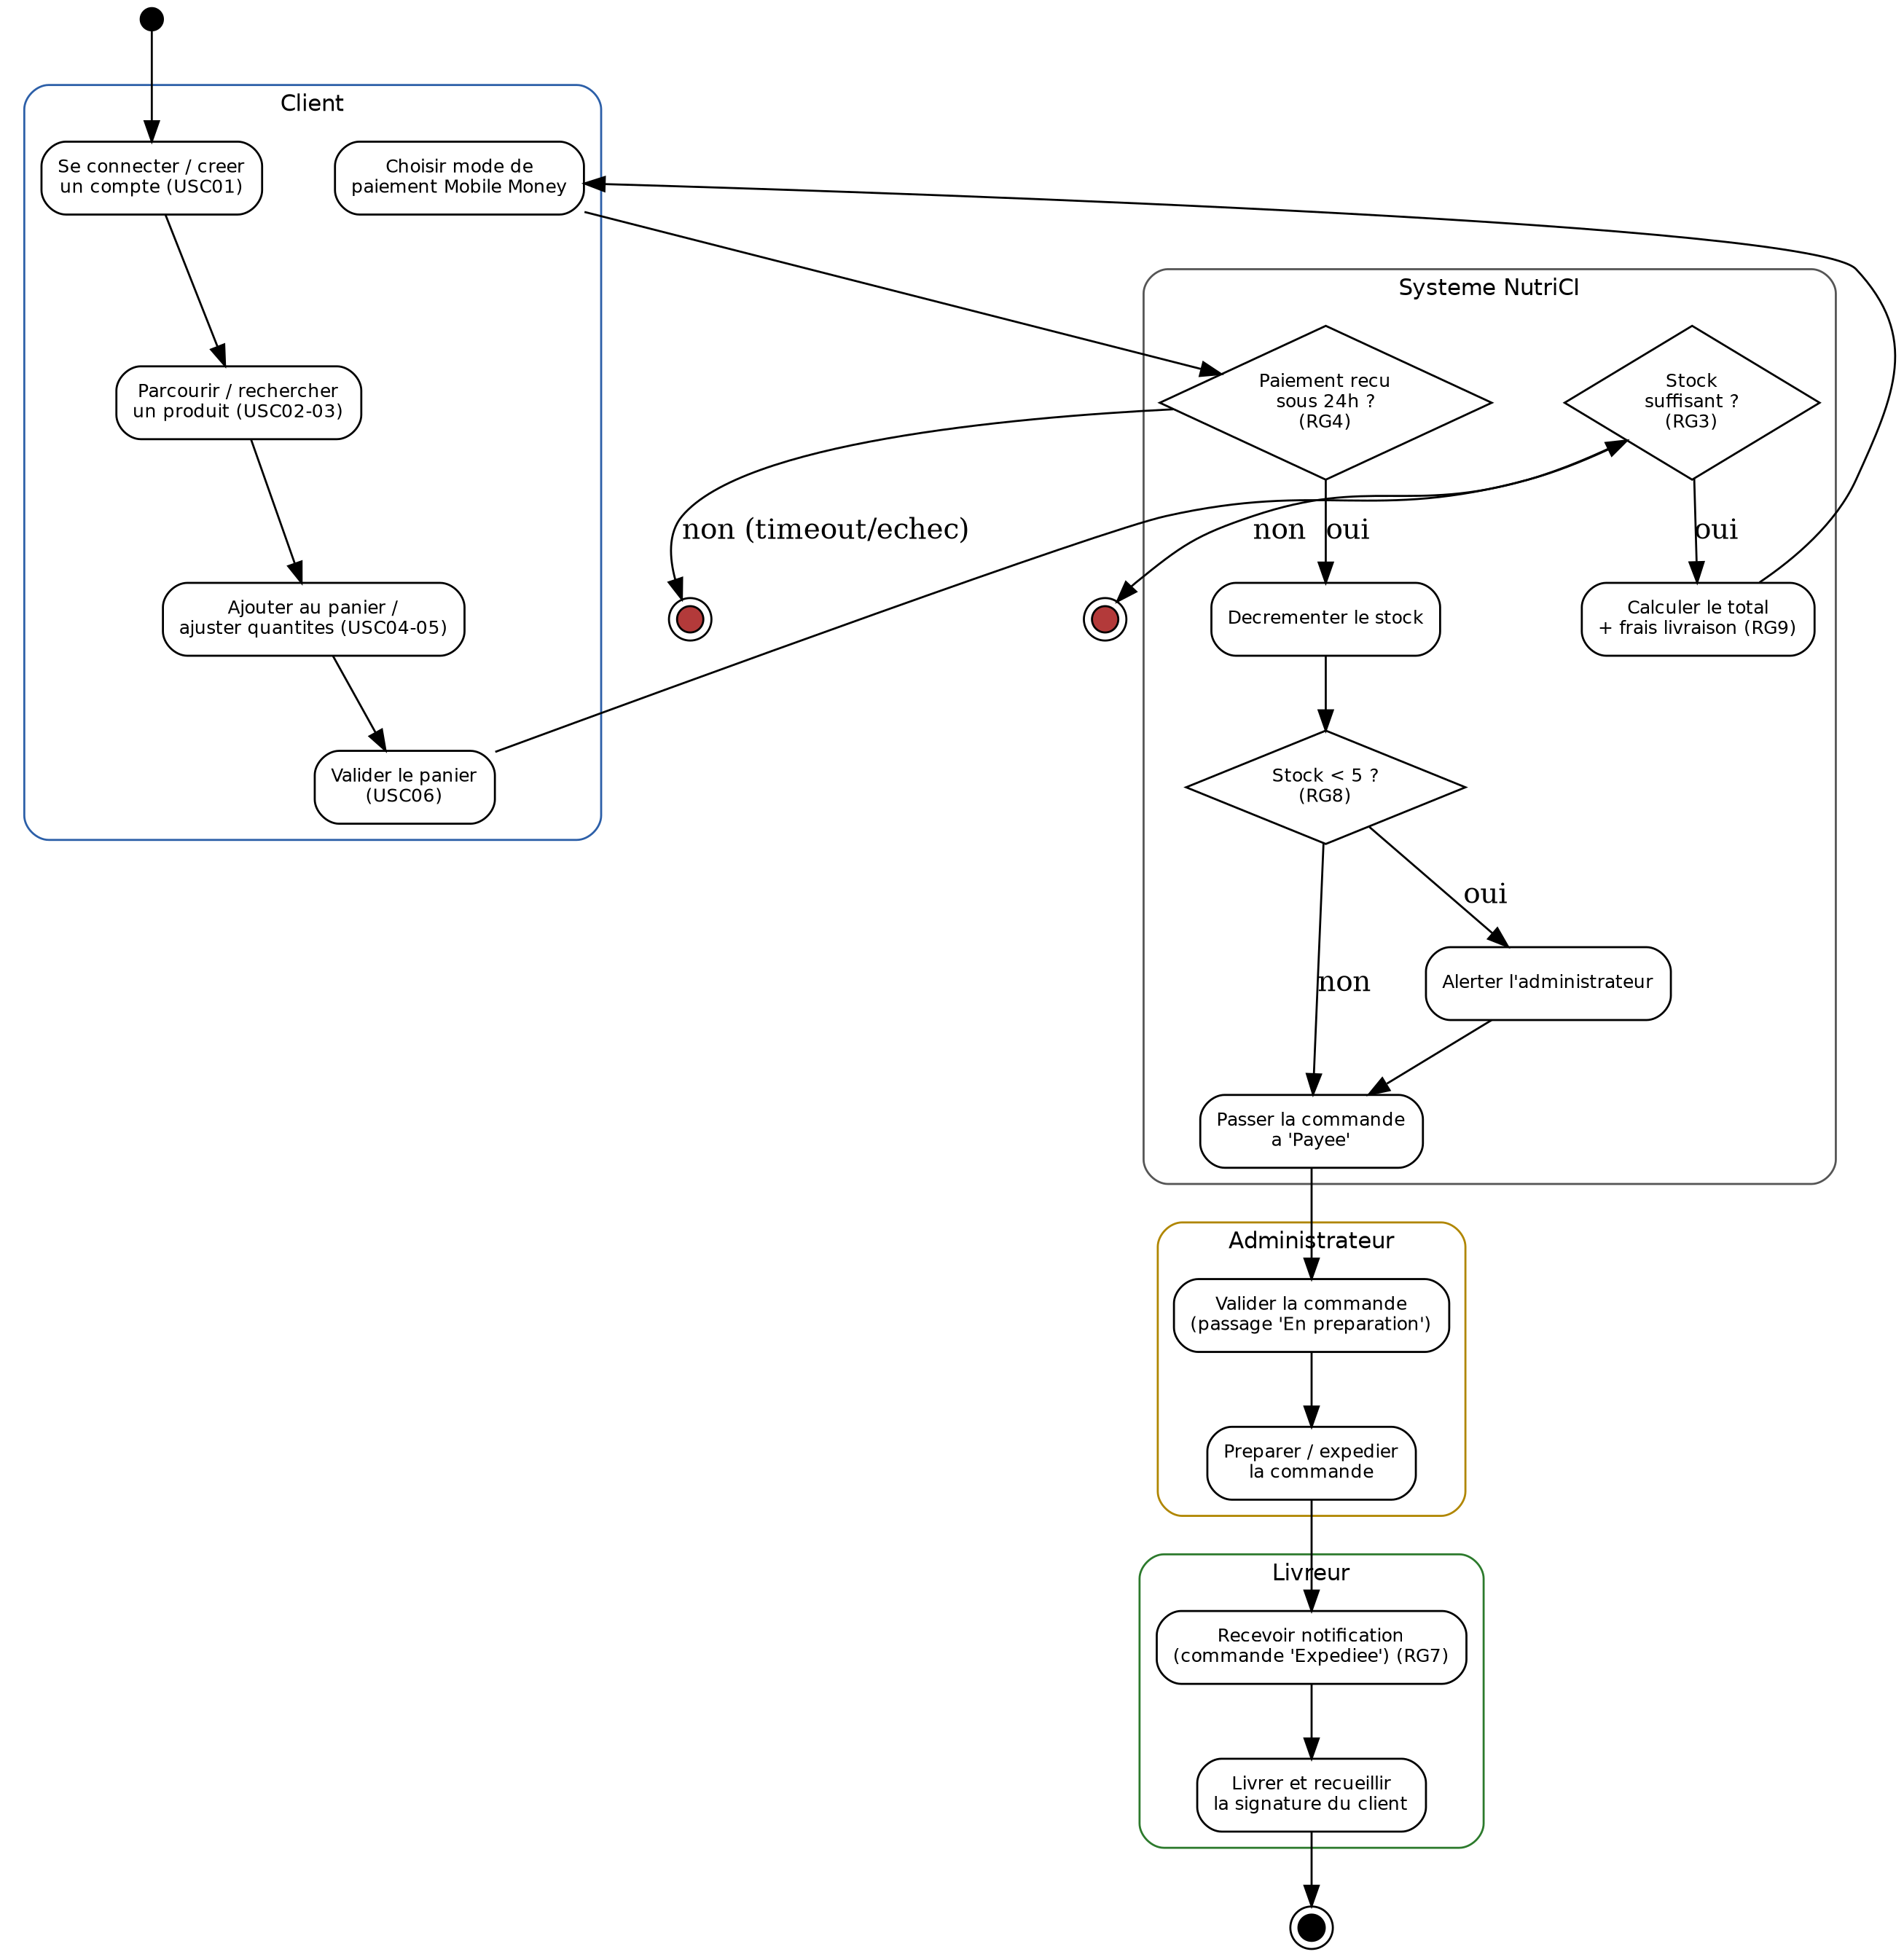 Client
Se connecter / creer
un compte (USC01)
Choisir mode de
paiement Mobile Money
Parcourir / rechercher
un produit (USC02-03)
Ajouter au panier /
ajuster quantites (USC04-05)
Valider le panier
(USC06)
Systeme NutriCI
Paiement recu
sous 24h ?
(RG4)
Stock
suffisant ?
(RG3)
non (timeout/echec)
non
oui
oui
Decrementer le stock
Calculer le total
+ frais livraison (RG9)
Stock < 5 ?
(RG8)
oui
non
Alerter l'administrateur
Passer la commande
a 'Payee'
Administrateur
Valider la commande
(passage 'En preparation')
Preparer / expedier
la commande
Livreur
Recevoir notification
(commande 'Expediee') (RG7)
Livrer et recueillir
la signature du client